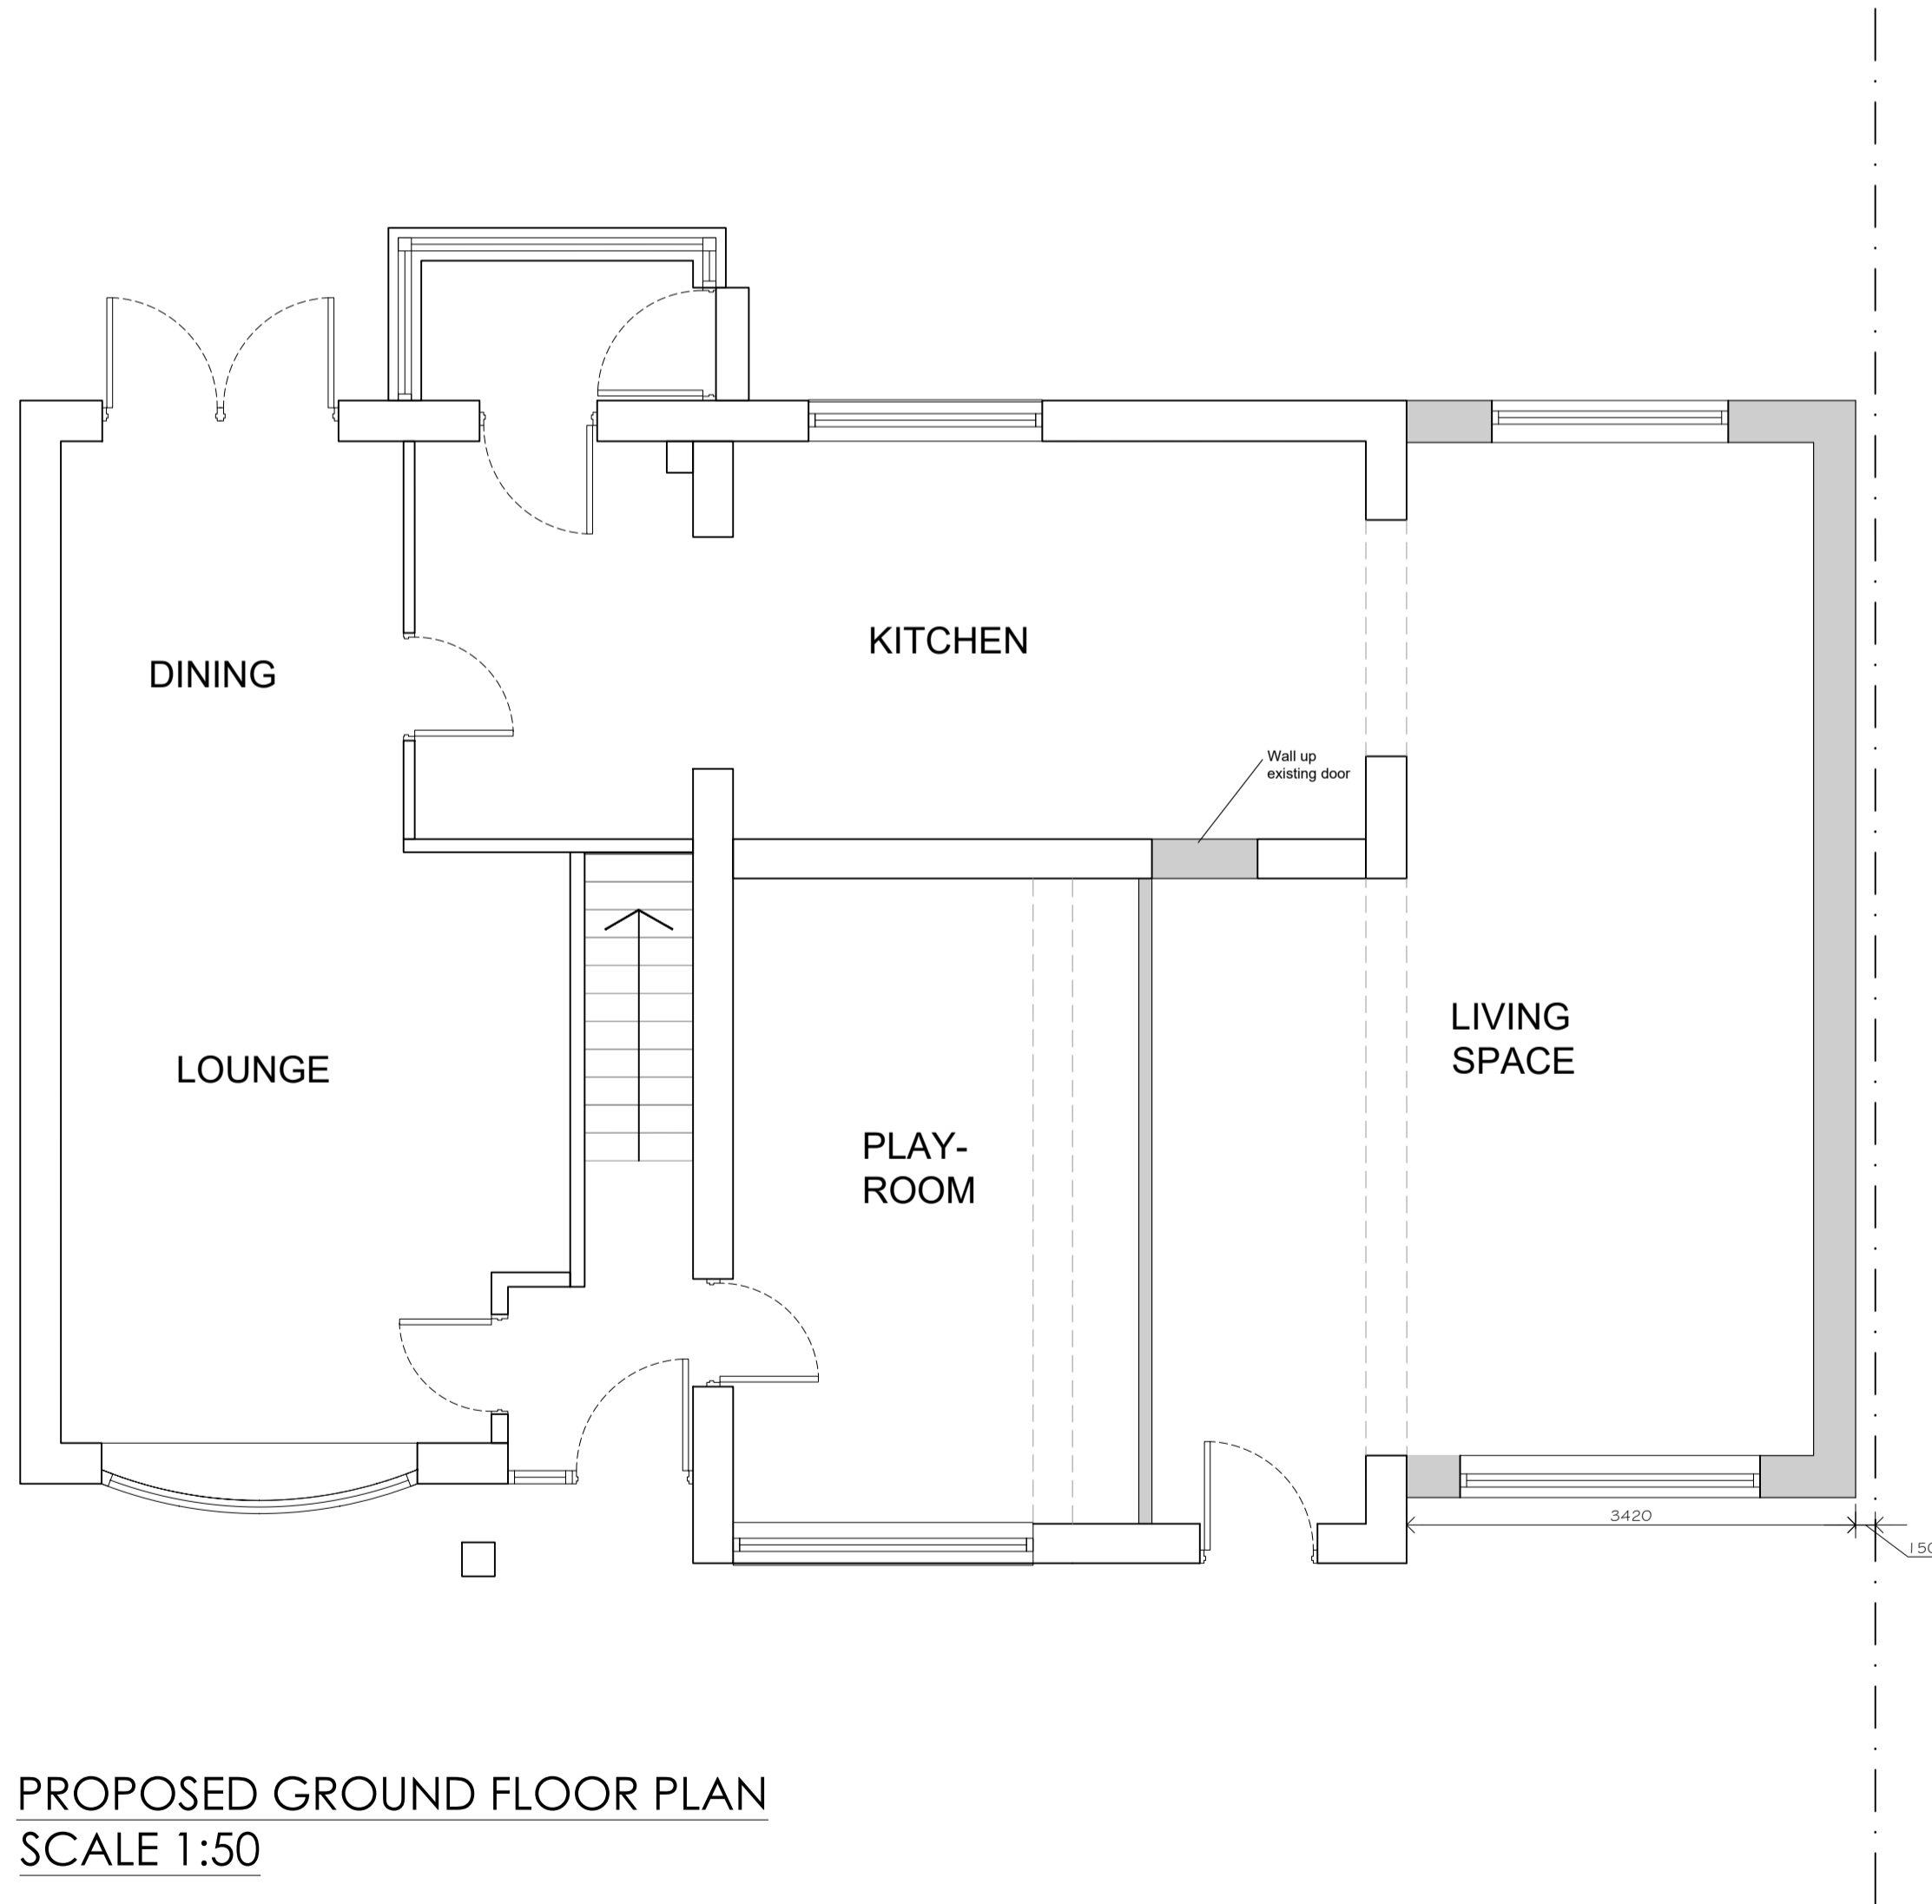 KITCHEN
DINING
Wall up
existing door
LIVING
SPACE
LOUNGE
PLAY-
ROOM
3420
PROPOSED GROUND FLOOR PLAN
SCALE 1:50